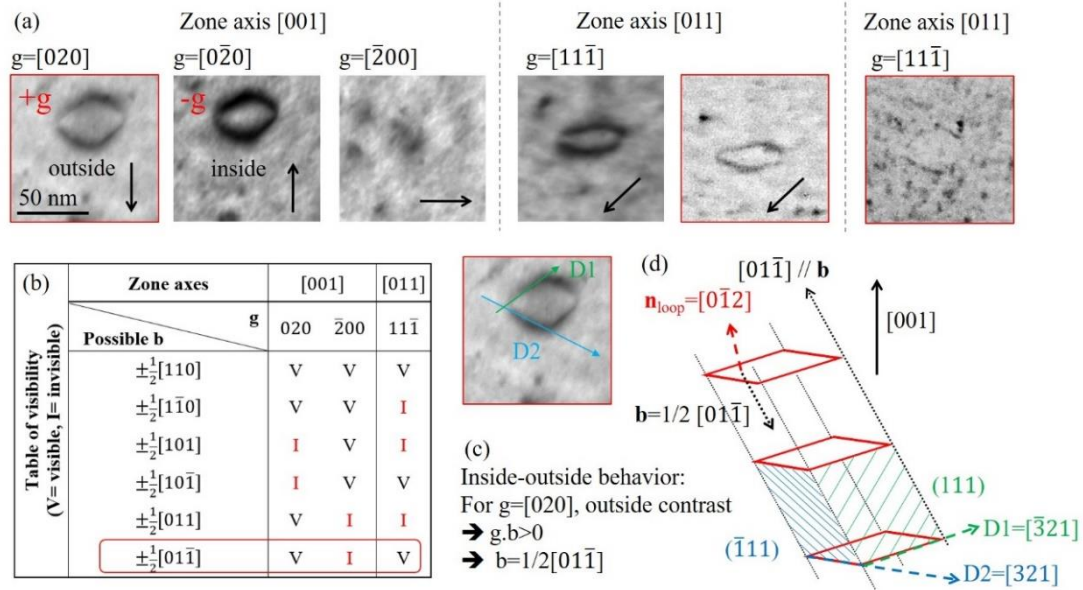 (a)
Zone axis [001]
Zone axis [011]
Zone axis [011]
g=[020]
g=[02̅0]
g=[2̅00]
g=[111̅]
g=[111̅]
+g
-g
outside
inside
50 nm
(b)
Table of visibility
(V= visible, I= invisible)
Zone axes [001] [011]
g
Possible b
020 2̅00 111̅
±½[110] V V V
±½[11̅0] V V I
±½[101] I V I
±½[101̅] I V V
±½[011] V I I
±½[011̅] V I V
D1
D2
(c)
Inside-outside behavior:
For g=[020], outside contrast
➔ g.b>0
➔ b=1/2[011̅]
(d)
[011̅] // b
n_loop=[01̅2]
[001]
b=1/2 [011̅]
(111)
(1̅11)
D1=[3̅21]
D2=[321]